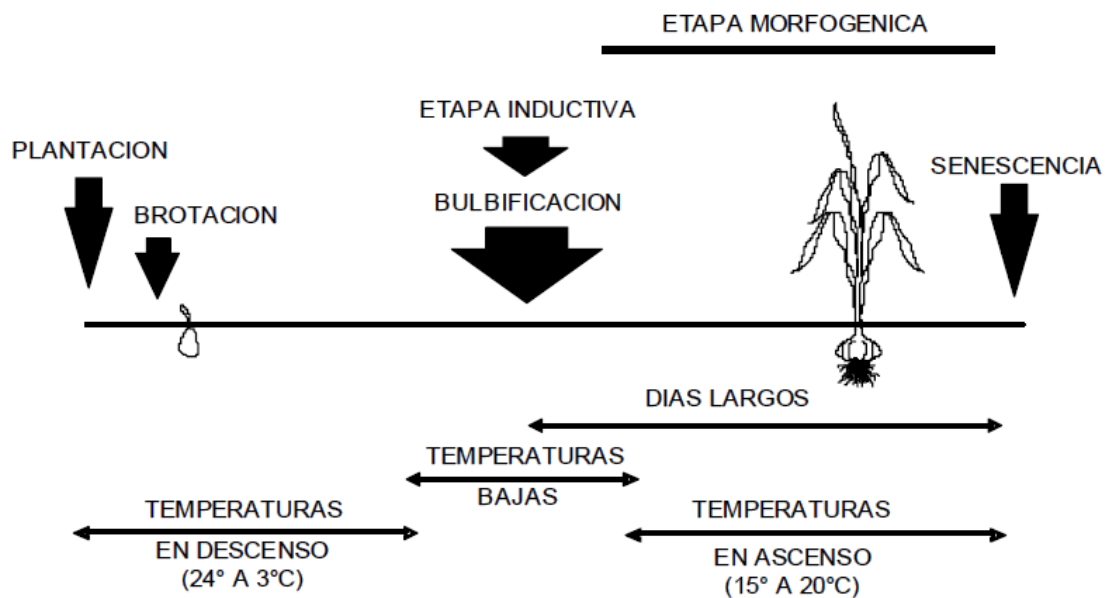 ETAPA MORFOGENICA
ETAPA INDUCTIVA
PLANTACION
SENESCENCIA
BROTACION
BULBIFICACION
DIAS LARGOS
TEMPERATURAS
BAJAS
TEMPERATURAS
EN DESCENSO
(24° A 3°C)
TEMPERATURAS
EN ASCENSO
(15° A 20°C)